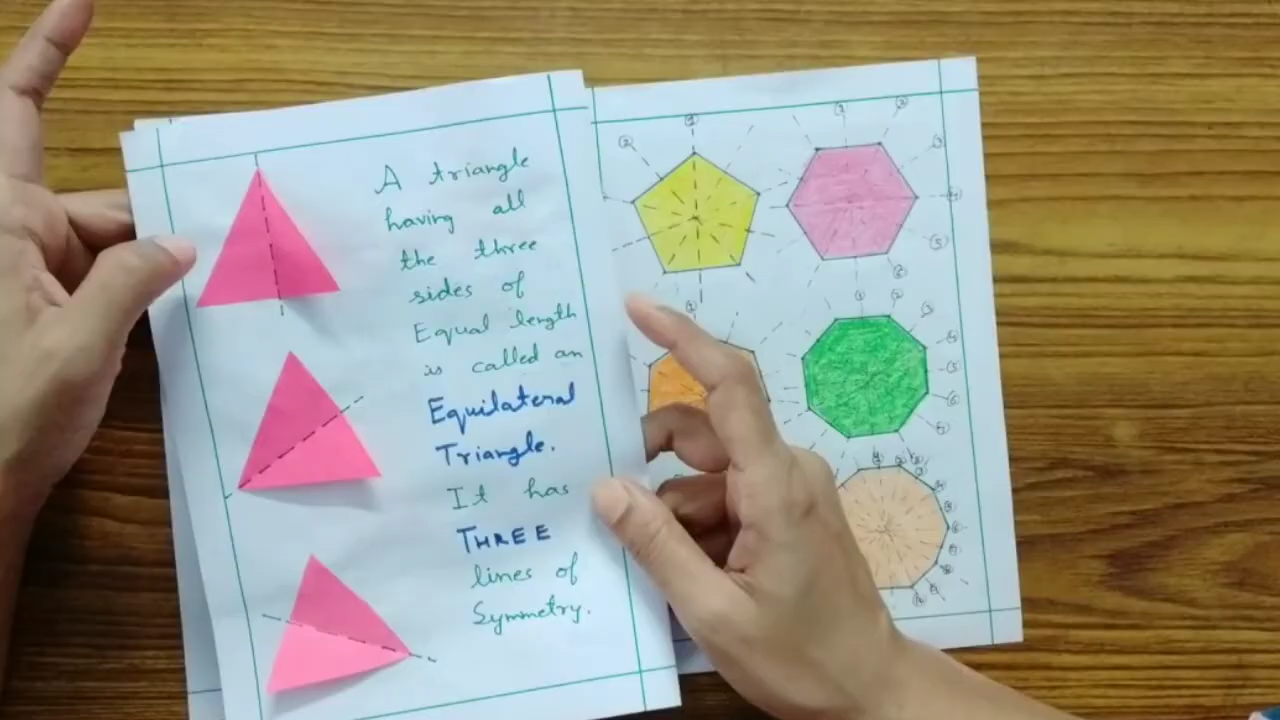 A triangle
having all
the three
sides of
Equal length
is called an
Equilateral
Triangle.
It has
THREE
lines of
Symmetry.